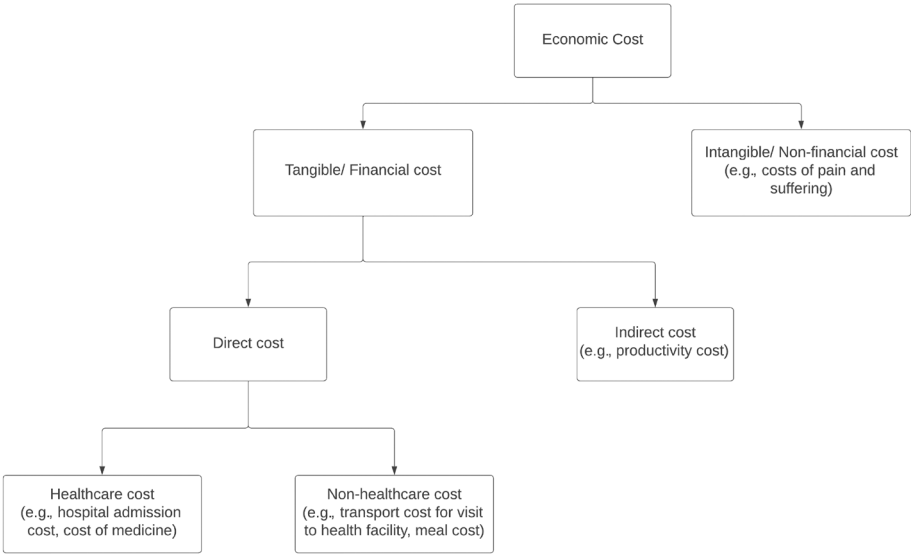 Economic Cost
Tangible/ Financial cost
Intangible/ Non-financial cost
(e.g., costs of pain and
suffering)
Direct cost
Indirect cost
(e.g., productivity cost)
Healthcare cost
(e.g., hospital admission
cost, cost of medicine)
Non-healthcare cost
(e.g., transport cost for visit
to health facility, meal cost)